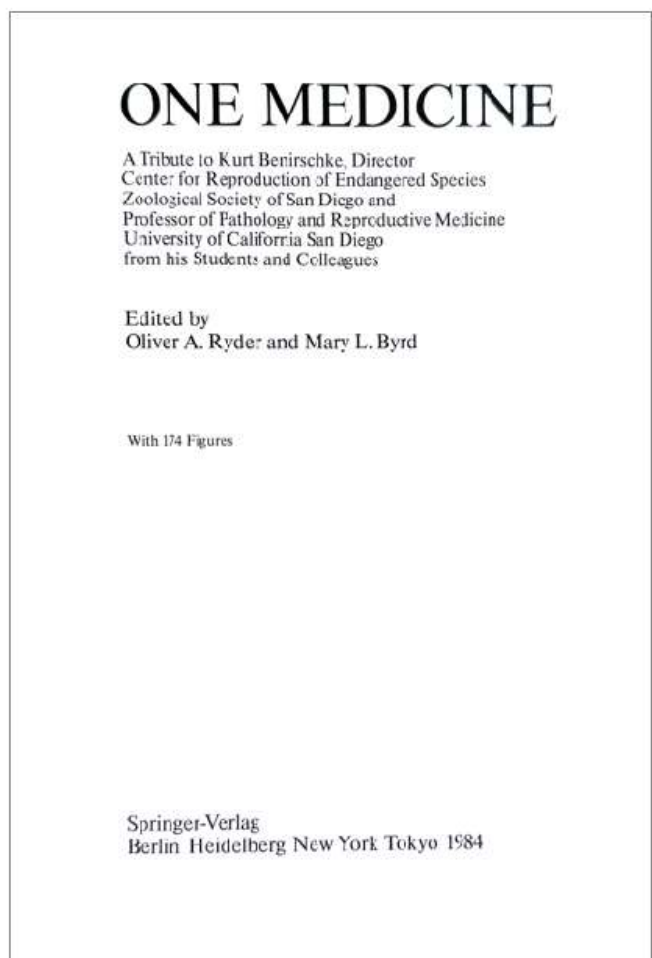 ONE MEDICINE
A Tribute to Kurt Benirschke, Director
Center for Reproduction of Endangered Species
Zoological Society of San Diego and
Professor of Pathology and Reproductive Medicine
University of California San Diego
from his Students and Colleagues
Edited by
Oliver A. Ryder and Mary L. Byrd
With 174 Figures
Springer-Verlag
Berlin Heidelberg New York Tokyo 1984